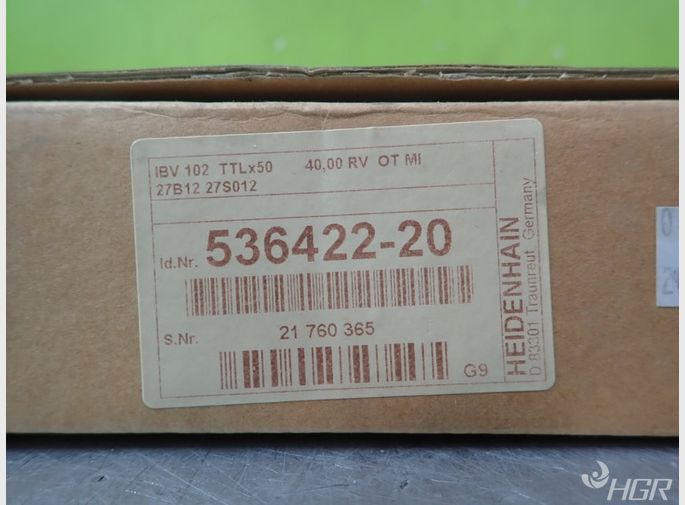 IBV 102 TTLx50 40,00 RV OT MI
27B12 27S012
Id.Nr. 536422-20
S.Nr. 21 760 365
G9
HEIDENHAIN
D 83301 Traunreut, Germany
HGR